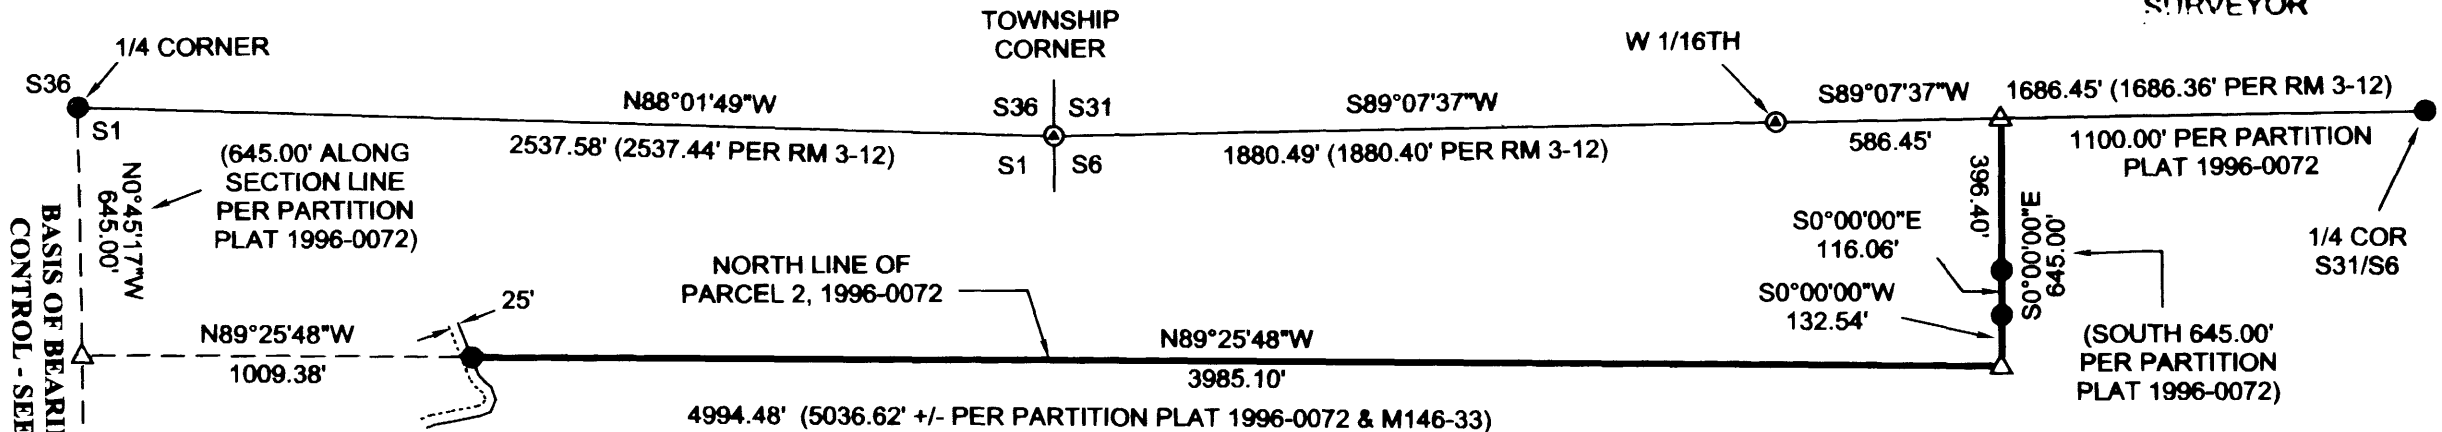 SURVEYOR
TOWNSHIP
CORNER
1/4 CORNER
W 1/16TH
S36
S1
N88°01'49"W
2537.58' (2537.44' PER RM 3-12)
S36
S31
S1
S6
S89°07'37"W
1880.49' (1880.40' PER RM 3-12)
S89°07'37"W
586.45'
1686.45' (1686.36' PER RM 3-12)
1100.00' PER PARTITION
PLAT 1996-0072
1/4 COR
S31/S6
N0°45'17"W
645.00'
(645.00' ALONG
SECTION LINE
PER PARTITION
PLAT 1996-0072)
BASIS OF
CONTROL - SEE
NORTH LINE OF
PARCEL 2, 1996-0072
25'
396.40'
S0°00'00"E
116.06'
S0°00'00"W
132.54'
S0°00'00"E
645.00'
(SOUTH 645.00'
PER PARTITION
PLAT 1996-0072)
N89°25'48"W
1009.38'
N89°25'48"W
3985.10'
4994.48' (5036.62' +/- PER PARTITION PLAT 1996-0072 & M146-33)